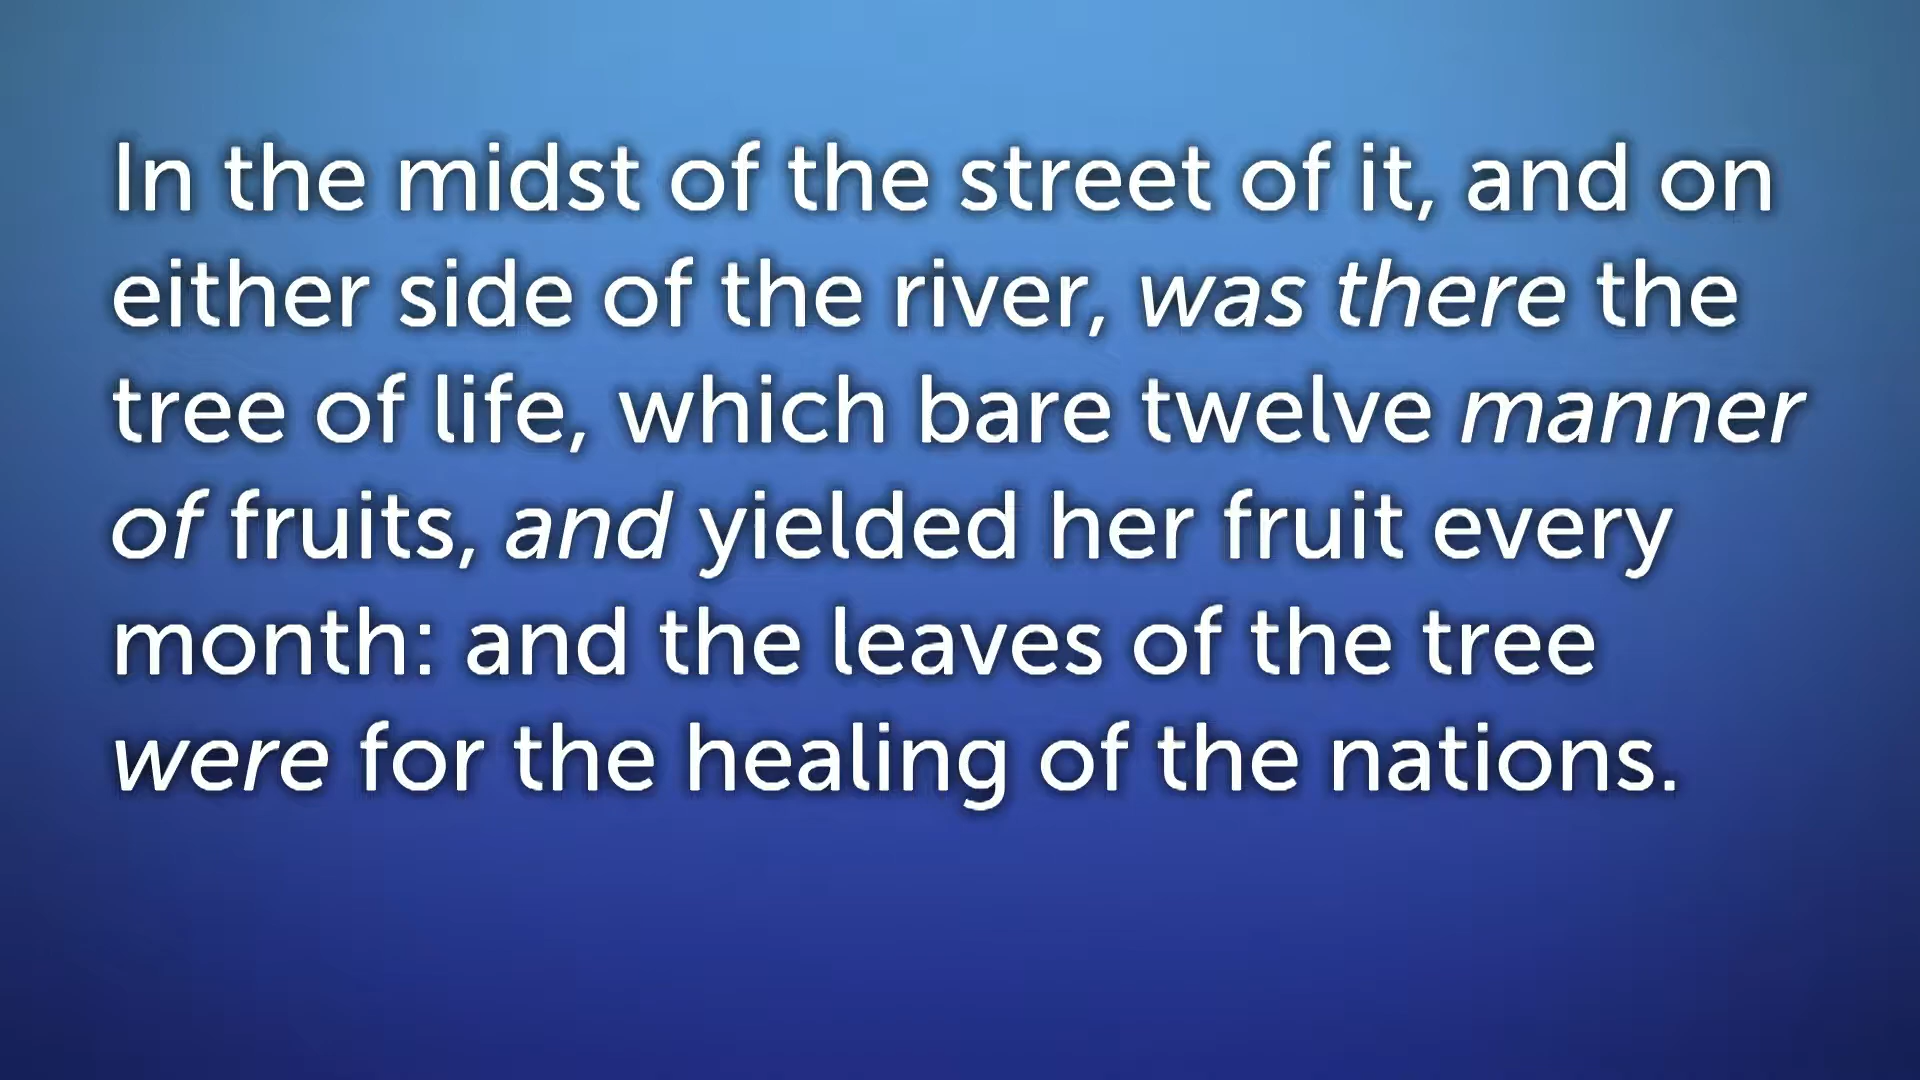 In the midst of the street of it, and on
either side of the river, was there the
tree of life, which bare twelve manner
of fruits, and yielded her fruit every
month: and the leaves of the tree
were for the healing of the nations.